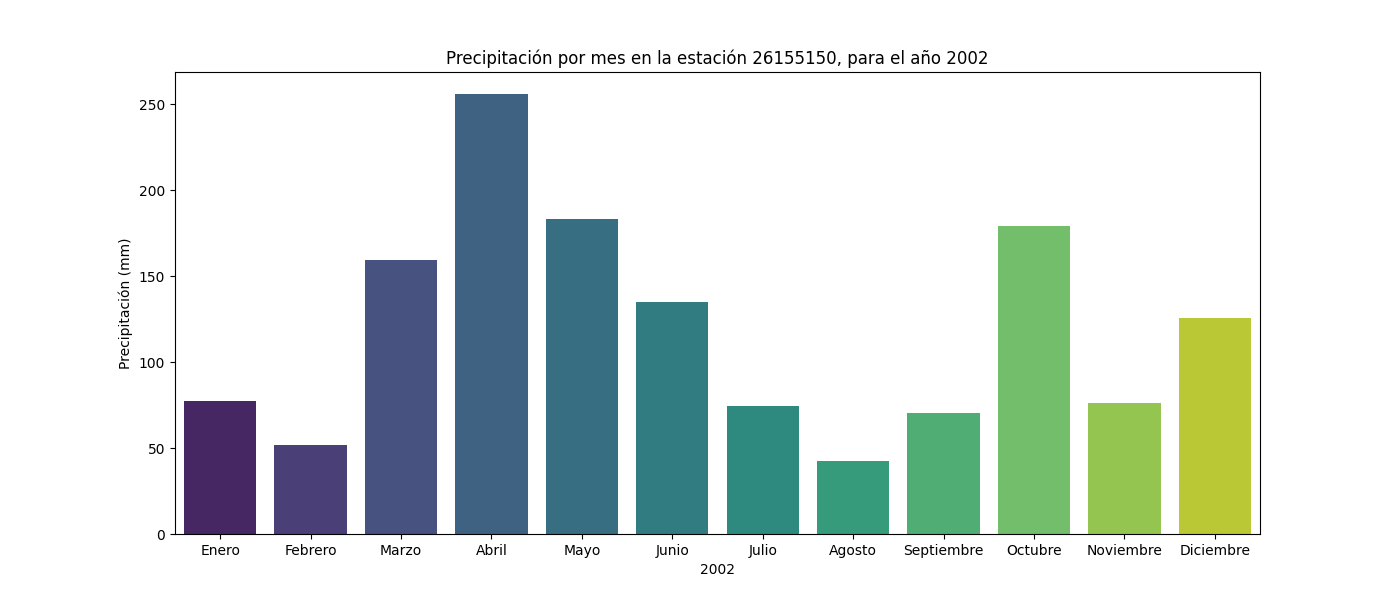 Precipitación por mes en la estación 26155150, para el año 2002
Precipitación (mm)
250
200
150
100
50
0
Enero Febrero Marzo Abril Mayo Junio Julio Agosto Septiembre Octubre Noviembre Diciembre
2002